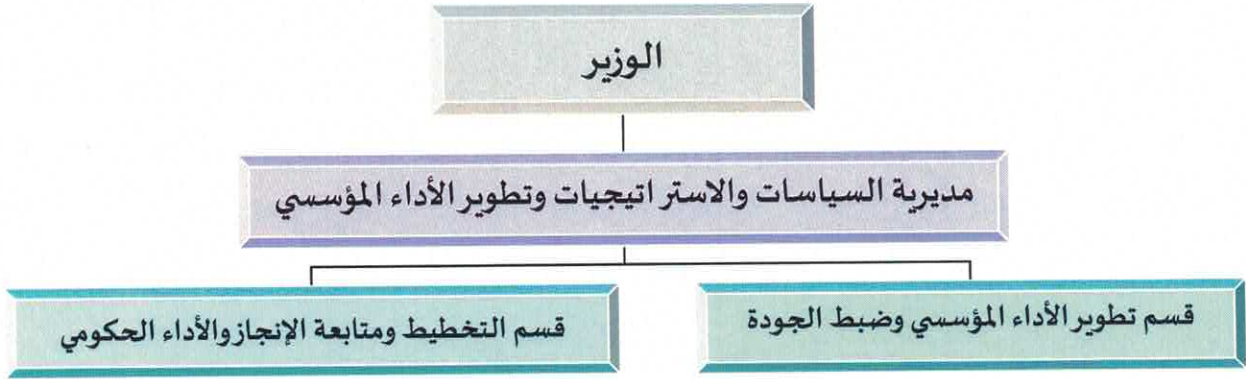 الوزير
مديرية السياسات والاستراتيجيات وتطوير الأداء المؤسسي
قسم تطوير الأداء المؤسسي وضبط الجودة
قسم التخطيط ومتابعة الإنجاز والأداء الحكومي